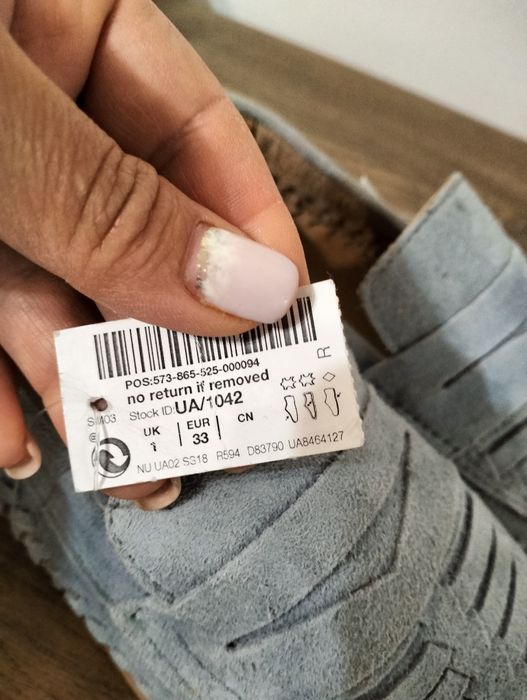 POS:573-865-525-000094
no return if removed
Stock ID:UA/1042
UK EUR CN
1 33
NU UA02 SG18 R594 D83790 UA8464127
R